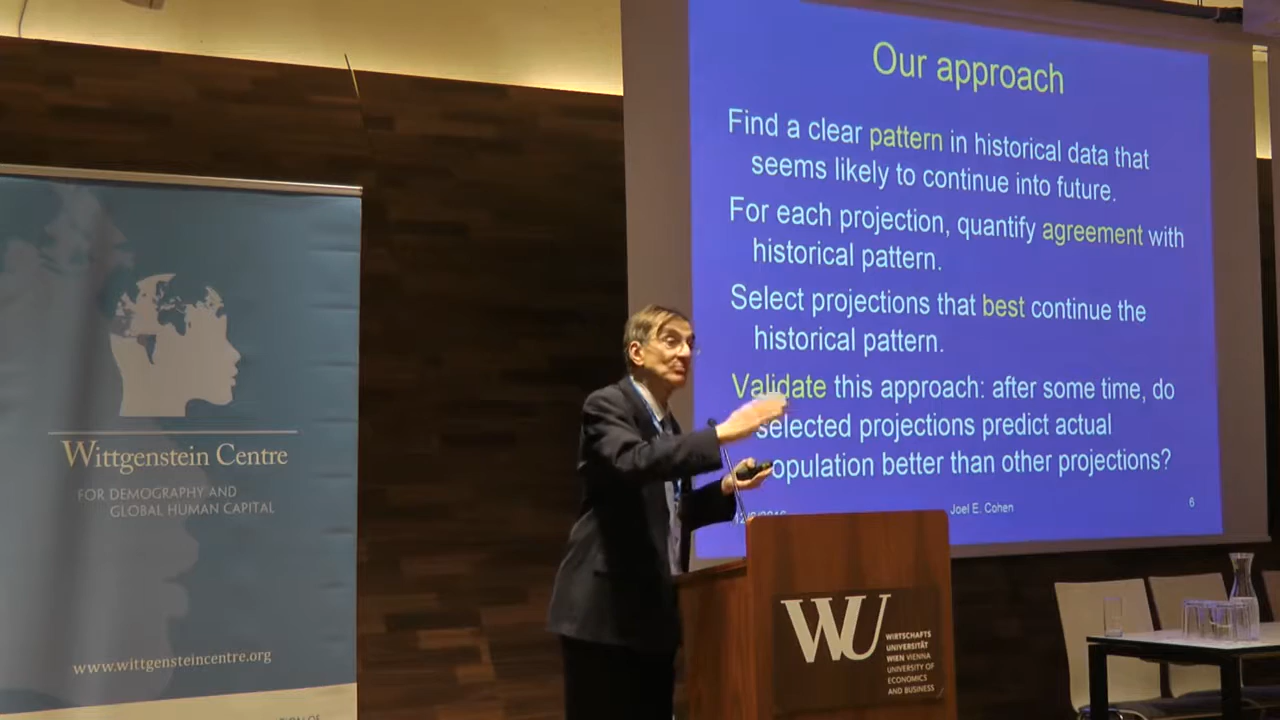 Our approach
Find a clear pattern in historical data that
seems likely to continue into future.
For each projection, quantify agreement with
historical pattern.
Select projections that best continue the
historical pattern.
Validate this approach: after some time, do
selected projections predict actual
opulation better than other projections?
Joel E. Cohen
6
Wittgenstein Centre
FOR DEMOGRAPHY AND
GLOBAL HUMAN CAPITAL
www.wittgensteincentre.org
WU
WIRTSCHAFTS
UNIVERSITÄT
WIEN VIENNA
UNIVERSITY OF
ECONOMICS
AND BUSINESS